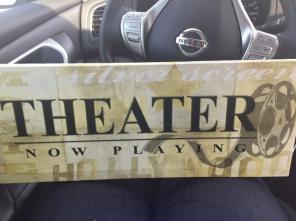 NISSAN
silver screen
THEATER
NOW PLAYING
HOLLYWOOD